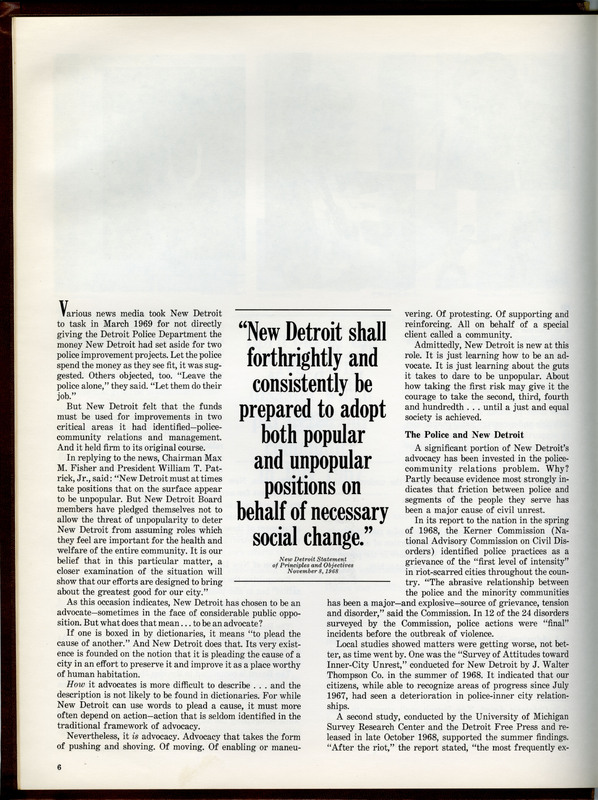 Various news media took New Detroit
to task in March 1969 for not directly
giving the Detroit Police Department the
money New Detroit had set aside for two
police improvement projects. Let the police
spend the money as they see fit, it was sug-
gested. Others objected, too. “Leave the
police alone,” they said. “Let them do their
job.”
But New Detroit felt that the funds
must be used for improvements in two
critical areas it had identified—police-
community relations and management.
And it held firm to its original course.
In replying to the news, Chairman Max
M. Fisher and President William T. Pat-
rick, Jr., said: “New Detroit must at times
take positions that on the surface appear
to be unpopular. But New Detroit Board
members have pledged themselves not to
allow the threat of unpopularity to deter
New Detroit from assuming roles which
they feel are important for the health and
welfare of the entire community. It is our
belief that in this particular matter, a
closer examination of the situation will
show that our efforts are designed to bring
about the greatest good for our city.”
As this occasion indicates, New Detroit has chosen to be an
advocate—sometimes in the face of considerable public oppo-
sition. But what does that mean . . . to be an advocate?
If one is boxed in by dictionaries, it means “to plead the
cause of another.” And New Detroit does that. Its very exist-
ence is founded on the notion that it is pleading the cause of a
city in an effort to preserve it and improve it as a place worthy
of human habitation.
How it advocates is more difficult to describe . . . and the
description is not likely to be found in dictionaries. For while
New Detroit can use words to plead a cause, it must more
often depend on action—action that is seldom identified in the
traditional framework of advocacy.
Nevertheless, it is advocacy. Advocacy that takes the form
of pushing and shoving. Of moving. Of enabling or maneu-
“New Detroit shall
forthrightly and
consistently be
prepared to adopt
both popular
and unpopular
positions on
behalf of necessary
social change.”
New Detroit Statement
of Principles and Objectives
November 8, 1968
vering. Of protesting. Of supporting and
reinforcing. All on behalf of a special
client called a community.
Admittedly, New Detroit is new at this
role. It is just learning how to be an ad-
vocate. It is just learning about the guts
it takes to dare to be unpopular. About
how taking the first risk may give it the
courage to take the second, third, fourth
and hundredth . . . until a just and equal
society is achieved.
The Police and New Detroit
A significant portion of New Detroit’s
advocacy has been invested in the police-
community relations problem. Why?
Partly because evidence most strongly in-
dicates that friction between police and
segments of the people they serve has
been a major cause of civil unrest.
In its report to the nation in the spring
of 1968, the Kerner Commission (Na-
tional Advisory Commission on Civil Dis-
orders) identified police practices as a
grievance of the “first level of intensity”
in riot-scarred cities throughout the coun-
try. “The abrasive relationship between
the police and the minority communities
has been a major—and explosive—source of grievance, tension
and disorder,” said the Commission. In 12 of the 24 disorders
surveyed by the Commission, police actions were “final”
incidents before the outbreak of violence.
Local studies showed matters were getting worse, not bet-
ter, as time went by. One was the “Survey of Attitudes toward
Inner-City Unrest,” conducted for New Detroit by J. Walter
Thompson Co. in the summer of 1968. It indicated that our
citizens, while able to recognize areas of progress since July
1967, had seen a deterioration in police-inner city relation-
ships.
A second study, conducted by the University of Michigan
Survey Research Center and the Detroit Free Press and re-
leased in late October 1968, supported the summer findings.
“After the riot,” the report stated, “the most frequently ex-
6